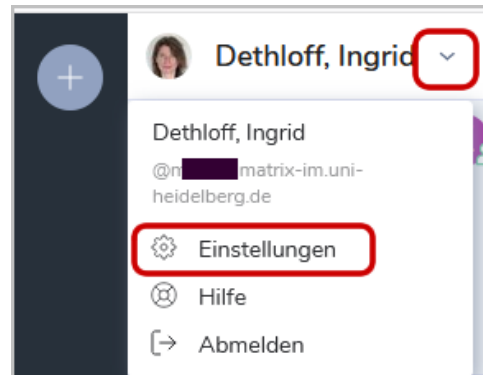 Dethloff, Ingrid
Dethloff, Ingrid
matrix-im.uni-
heidelberg.de
Einstellungen
Hilfe
Abmelden